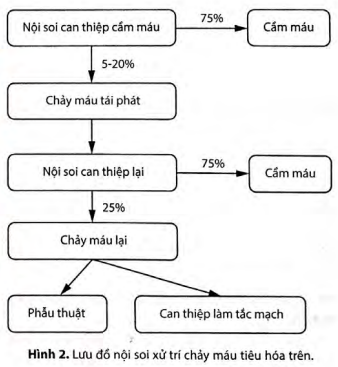 Nội soi can thiệp cầm máu
75%
Cầm máu
5-20%
Chảy máu tái phát
Nội soi can thiệp lại
75%
Cầm máu
25%
Chảy máu lại
Phẫu thuật
Can thiệp làm tắc mạch
Hình 2. Lưu đồ nội soi xử trí chảy máu tiêu hóa trên.